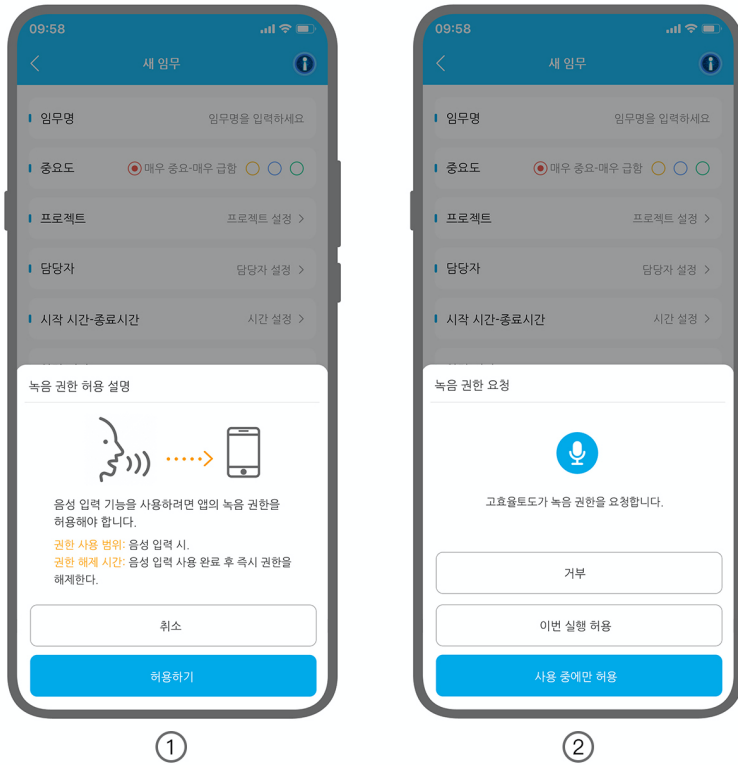 09:58
새 임무
임무명 임무명을 입력하세요
중요도 매우 중요-매우 급함
프로젝트 프로젝트 설정 >
담당자 담당자 설정 >
시작 시간-종료시간 시간 설정 >
녹음 권한 허용 설명
음성 입력 기능을 사용하려면 앱의 녹음 권한을
허용해야 합니다.
권한 사용 범위: 음성 입력 시.
권한 해제 시간: 음성 입력 사용 완료 후 즉시 권한을
해제한다.
취소
허용하기
①
09:58
새 임무
임무명 임무명을 입력하세요
중요도 매우 중요-매우 급함
프로젝트 프로젝트 설정 >
담당자 담당자 설정 >
시작 시간-종료시간 시간 설정 >
녹음 권한 요청
고효율토도가 녹음 권한을 요청합니다.
거부
이번 실행 허용
사용 중에만 허용
②